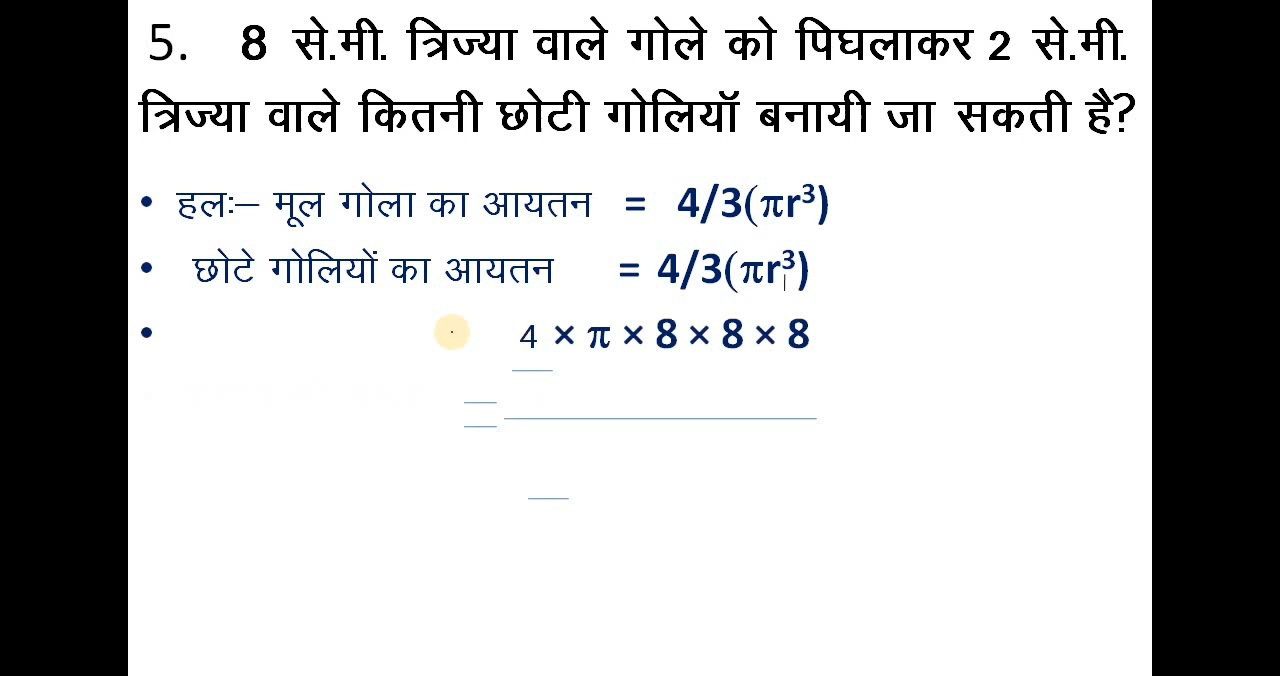 5. 8 से.मी. त्रिज्या वाले गोले को पिघलाकर 2 से.मी.
त्रिज्या वाले कितनी छोटी गोलियॉ बनायी जा सकती है?
• हलः– मूल गोला का आयतन = 4/3(πr³)
• छोटे गोलियों का आयतन = 4/3(πr³)
• 4 × π × 8 × 8 × 8